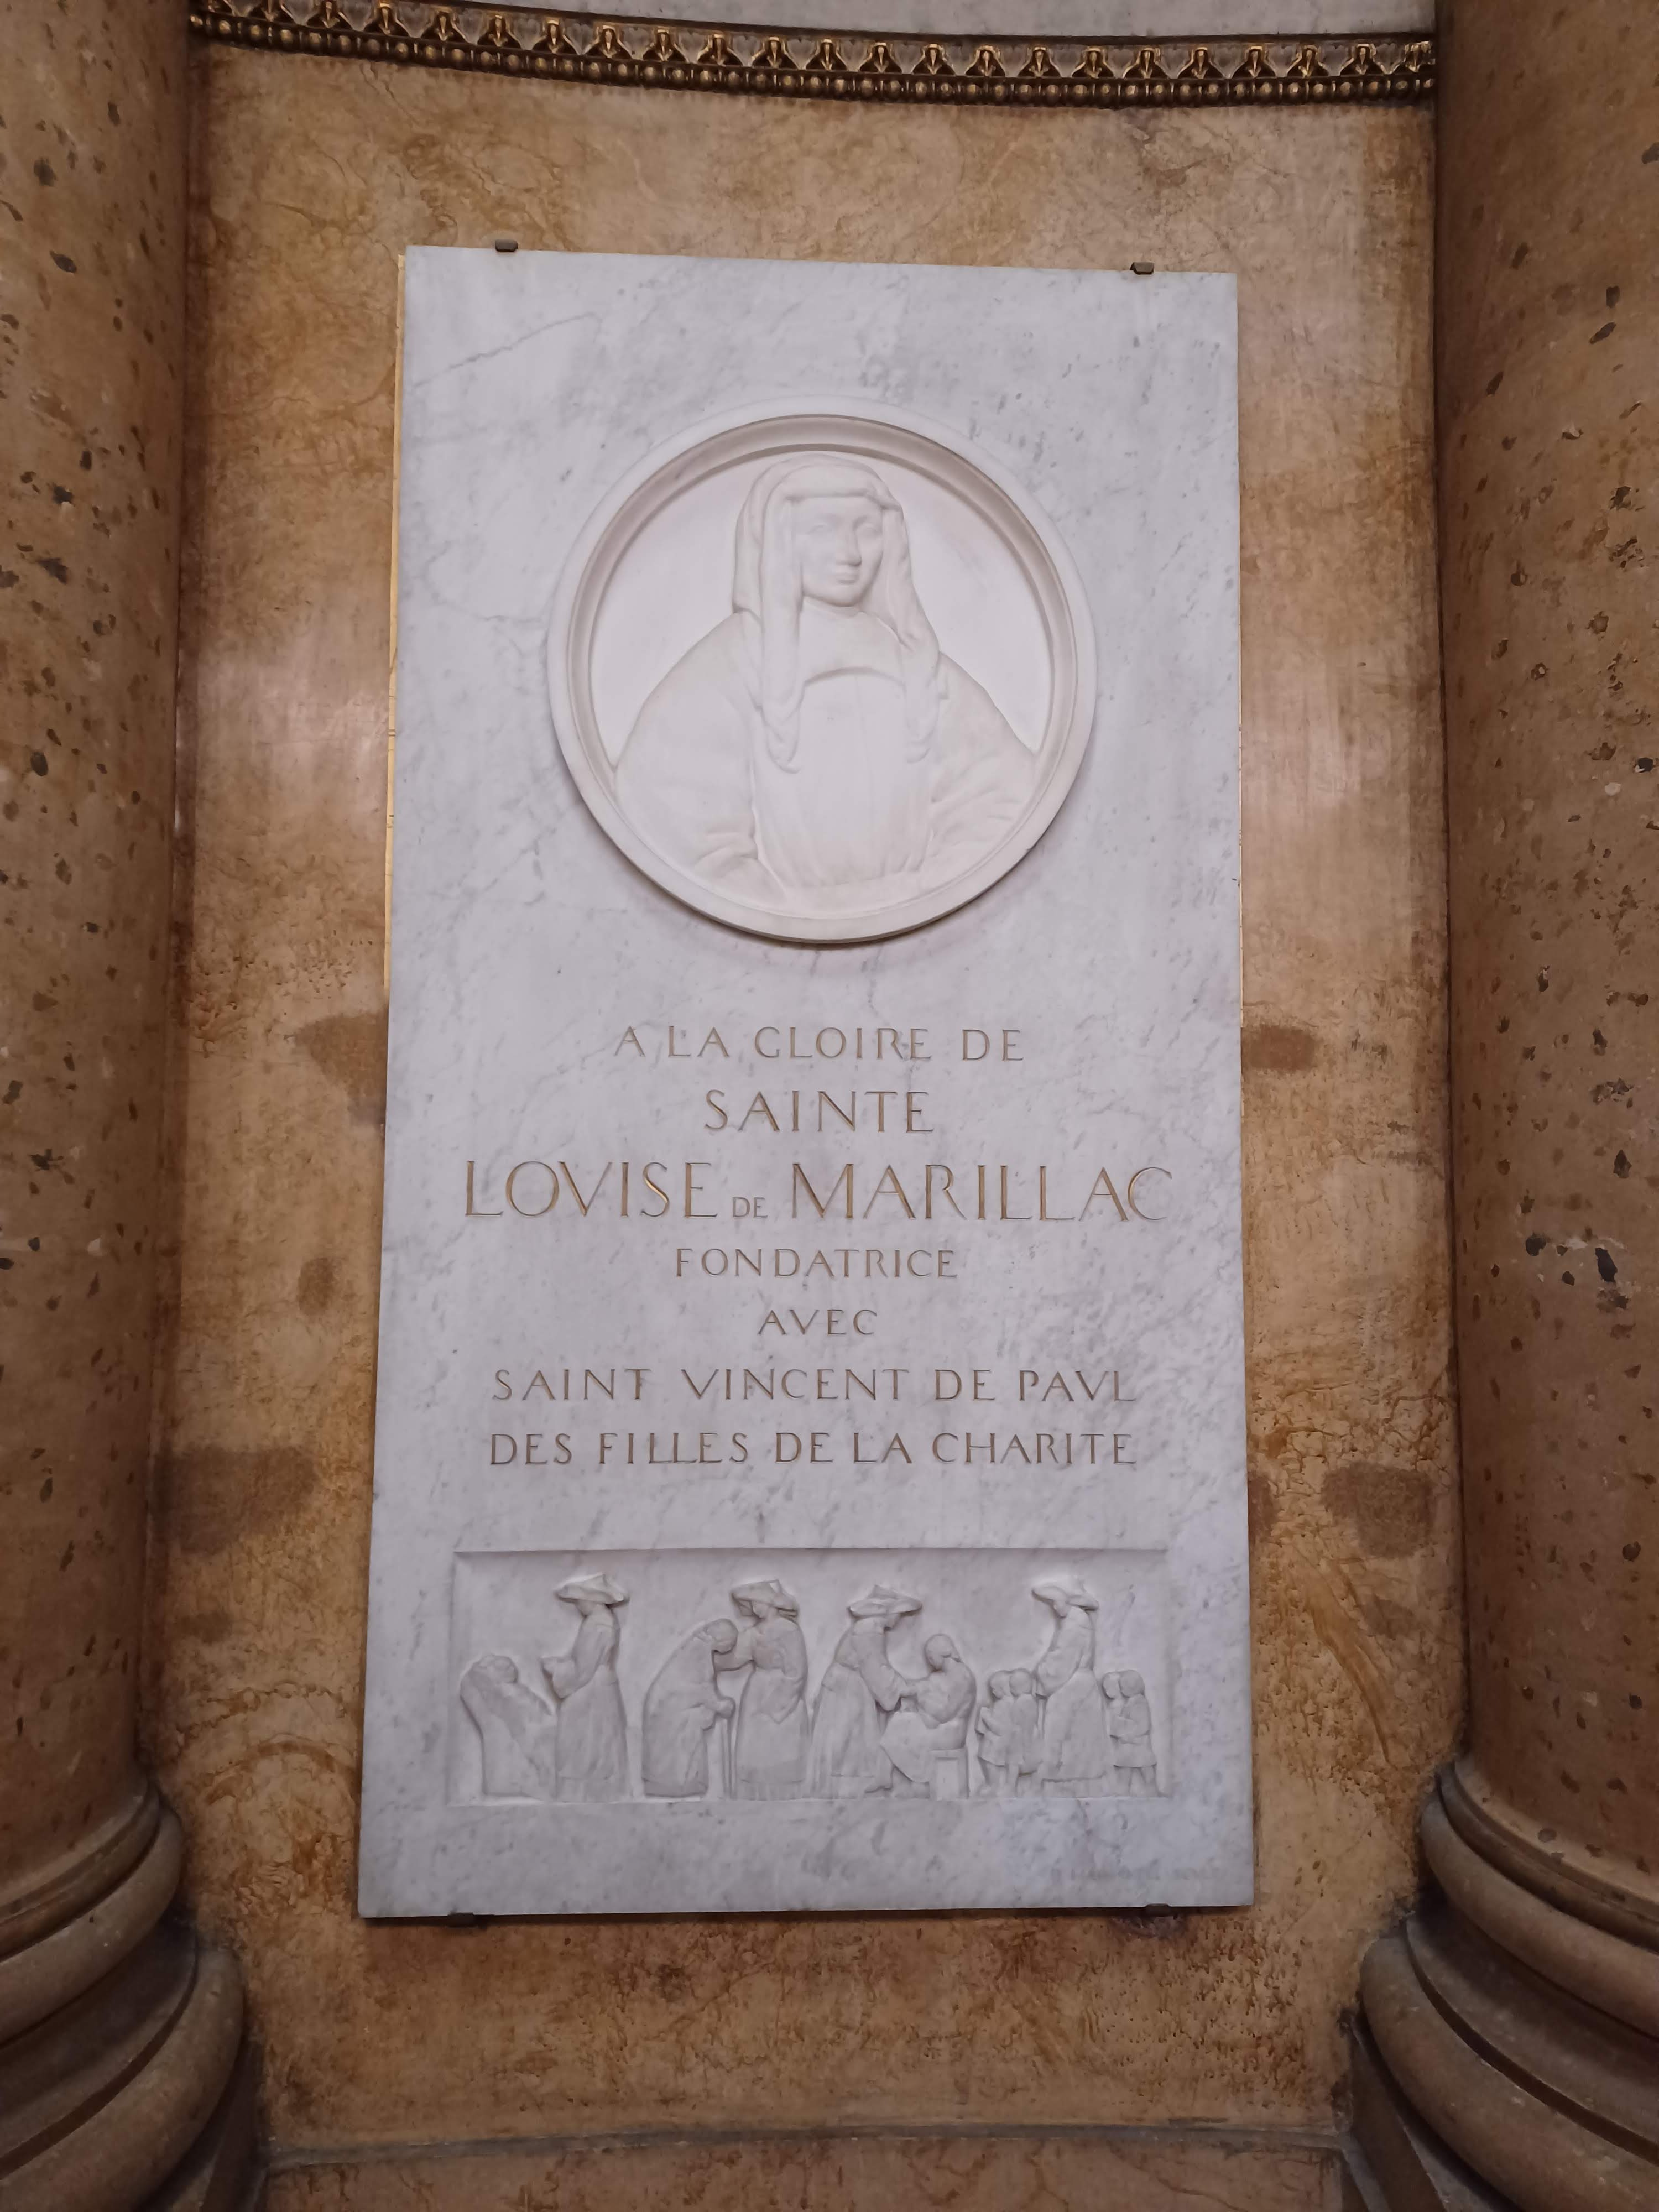 A LA GLOIRE DE
SAINTE
LOVISE DE MARILLAC
FONDATRICE
AVEC
SAINT VINCENT DE PAVL
DES FILLES DE LA CHARITE